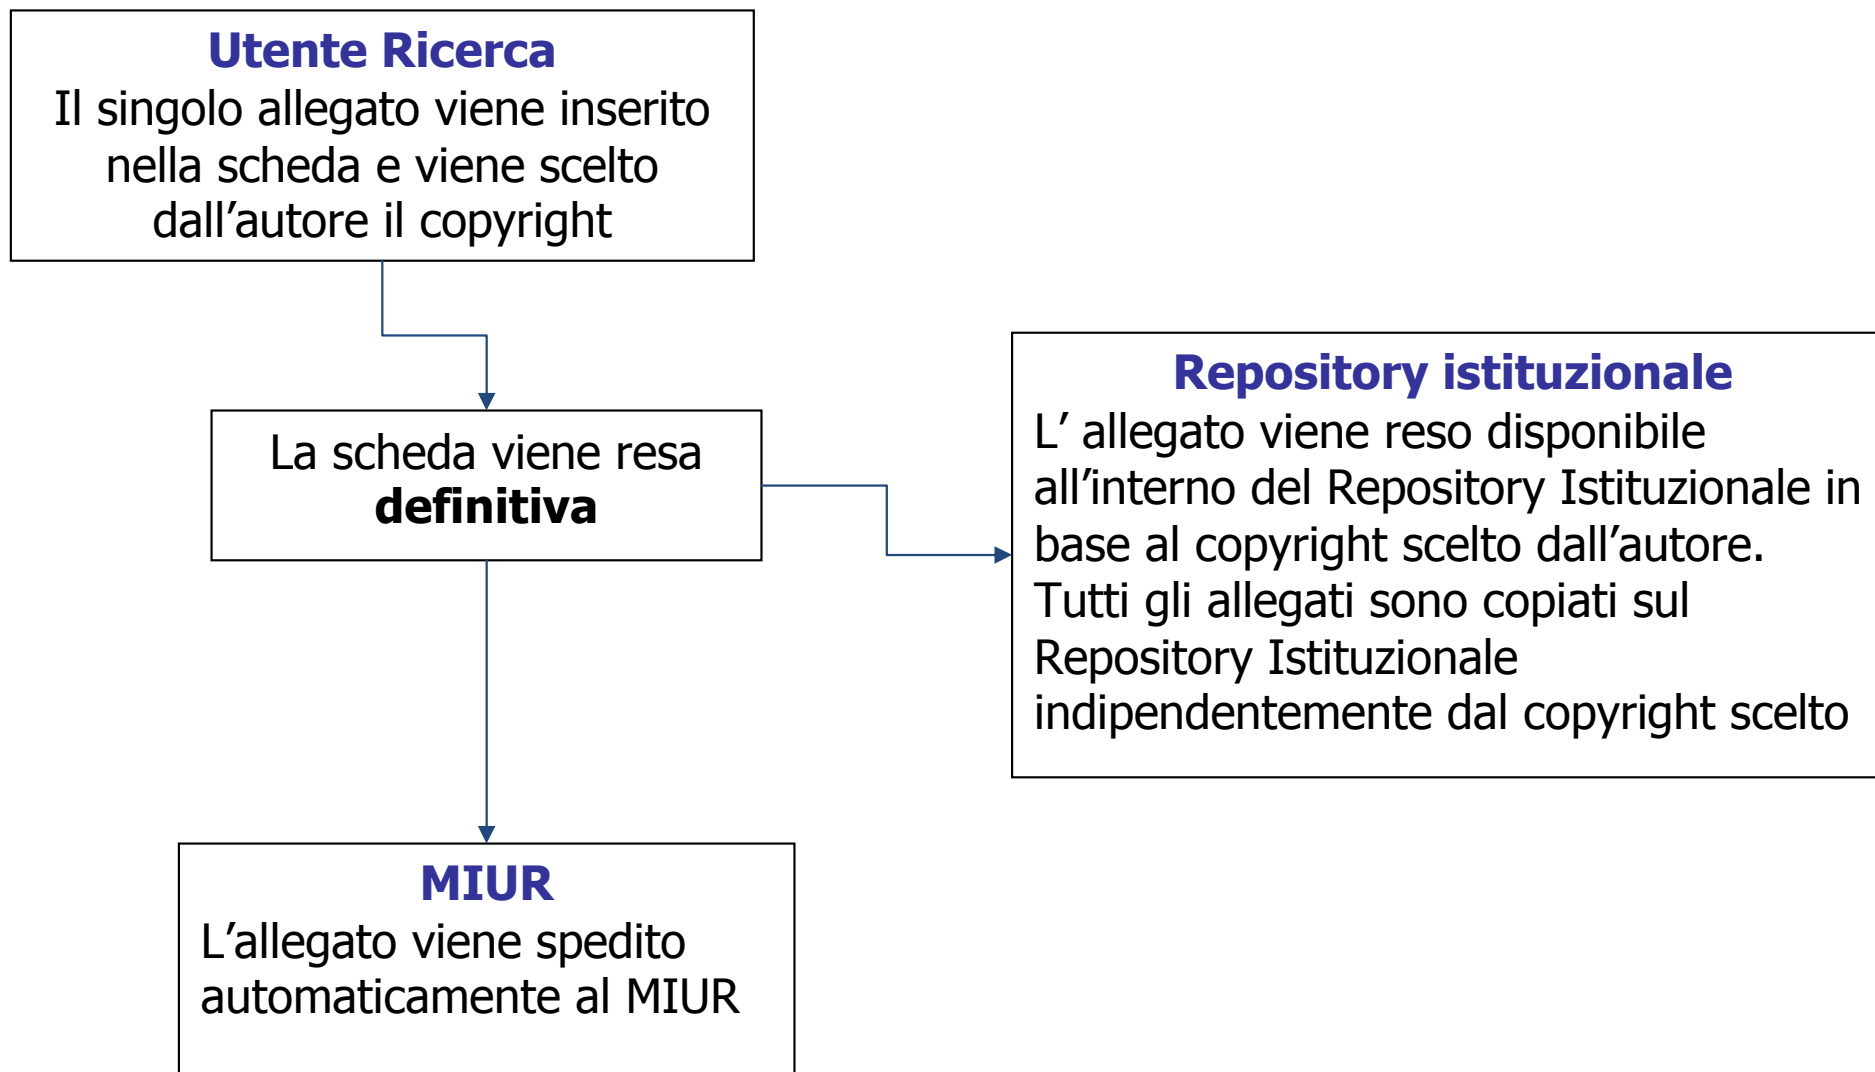 Utente Ricerca
Il singolo allegato viene inserito
nella scheda e viene scelto
dall’autore il copyright
La scheda viene resa
definitiva
Repository istituzionale
L’ allegato viene reso disponibile
all’interno del Repository Istituzionale in
base al copyright scelto dall’autore.
Tutti gli allegati sono copiati sul
Repository Istituzionale
indipendentemente dal copyright scelto
MIUR
L’allegato viene spedito
automaticamente al MIUR